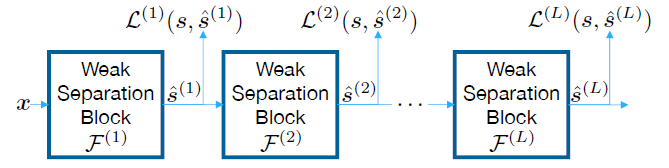 𝓛⁽¹⁾(s, ŝ⁽¹⁾) 𝓛⁽²⁾(s, ŝ⁽²⁾) 𝓛⁽ᴸ⁾(s, ŝ⁽ᴸ⁾)
x
Weak
Separation
Block
𝓕⁽¹⁾
ŝ⁽¹⁾
Weak
Separation
Block
𝓕⁽²⁾
ŝ⁽²⁾
...
Weak
Separation
Block
𝓕⁽ᴸ⁾
ŝ⁽ᴸ⁾